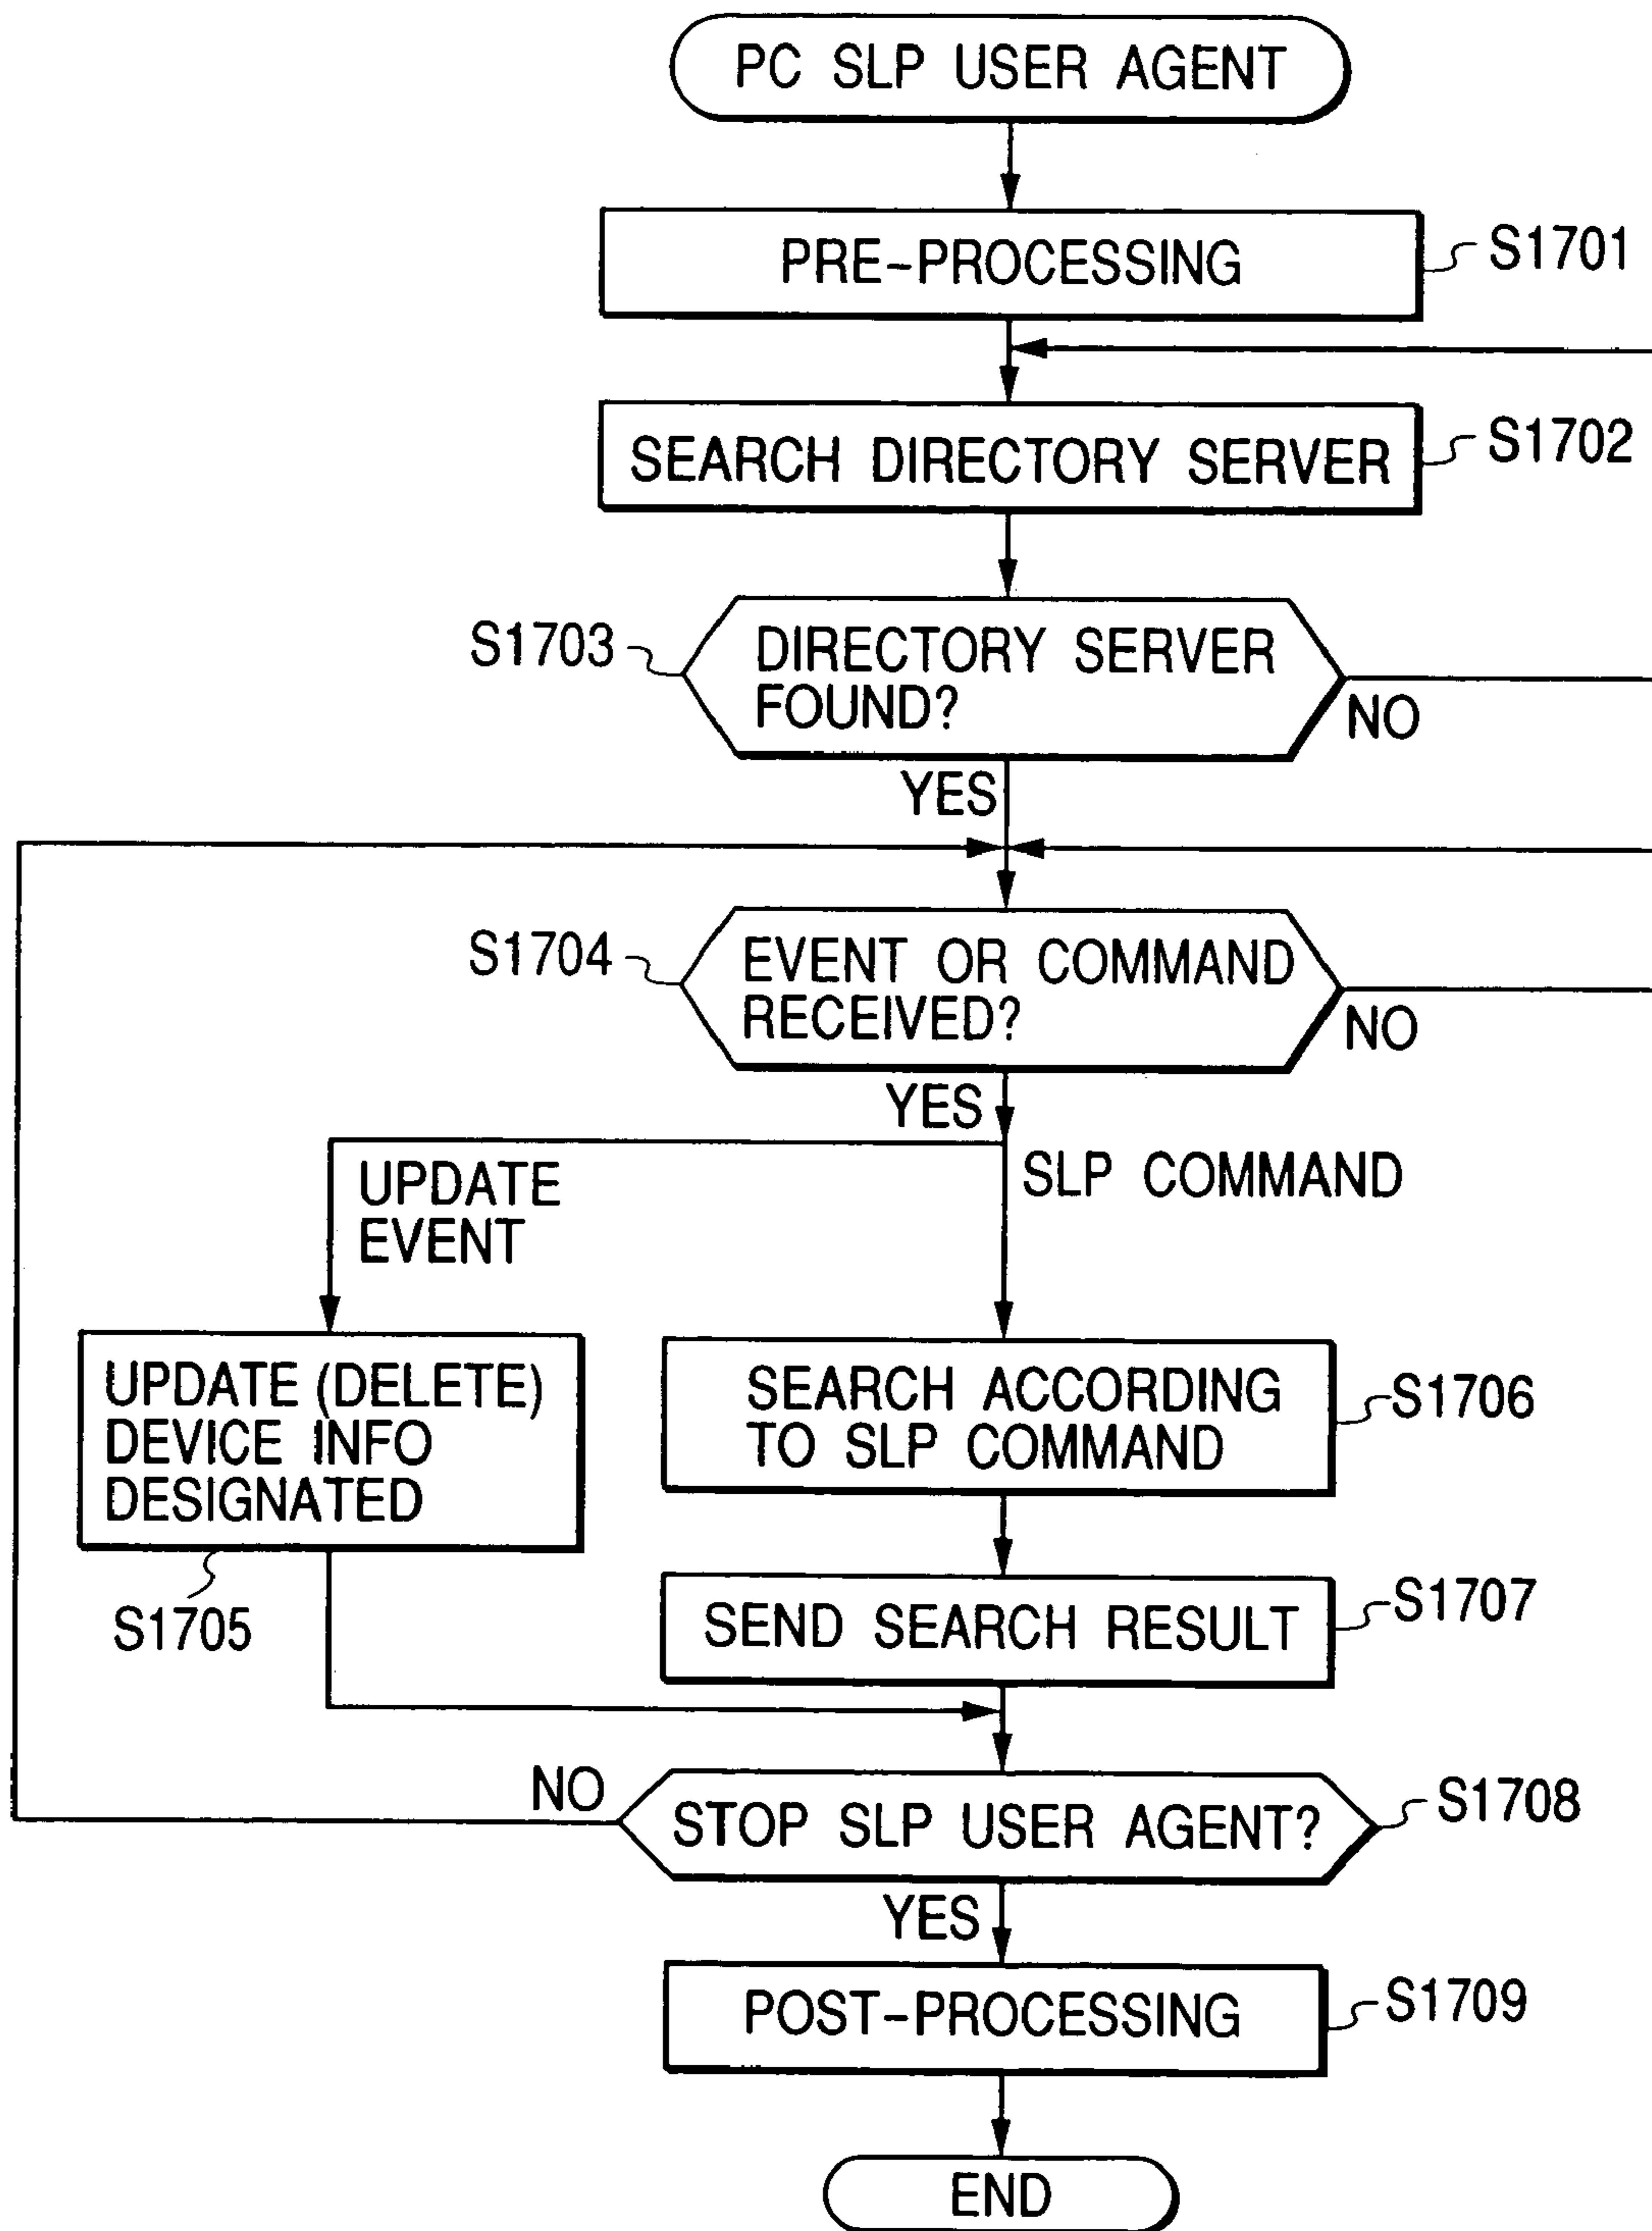 PC SLP USER AGENT
PRE-PROCESSING
S1701
SEARCH DIRECTORY SERVER
S1702
S1703
DIRECTORY SERVER
FOUND?
NO
YES
S1704
EVENT OR COMMAND
RECEIVED?
NO
YES
UPDATE
EVENT
SLP COMMAND
UPDATE (DELETE)
DEVICE INFO
DESIGNATED
S1705
SEARCH ACCORDING
TO SLP COMMAND
S1706
SEND SEARCH RESULT
S1707
NO
STOP SLP USER AGENT?
S1708
YES
POST-PROCESSING
S1709
END